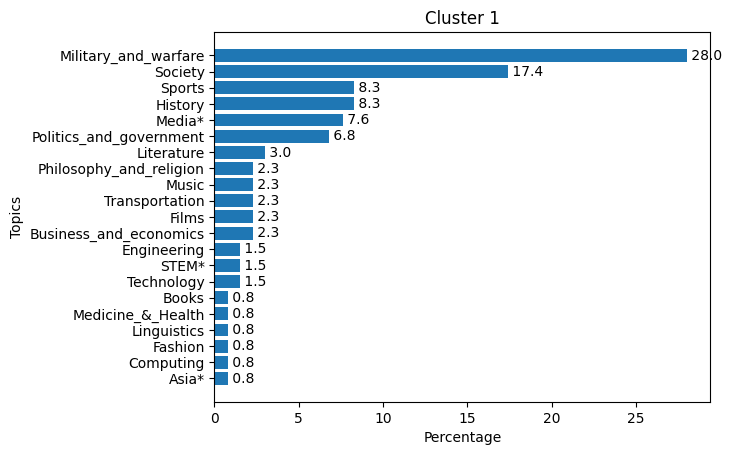 Cluster 1
Topics
Military_and_warfare 28.0
Society 17.4
Sports 8.3
History 8.3
Media* 7.6
Politics_and_government 6.8
Literature 3.0
Philosophy_and_religion 2.3
Music 2.3
Transportation 2.3
Films 2.3
Business_and_economics 2.3
Engineering 1.5
STEM* 1.5
Technology 1.5
Books 0.8
Medicine_&_Health 0.8
Linguistics 0.8
Fashion 0.8
Computing 0.8
Asia* 0.8
0 5 10 15 20 25
Percentage